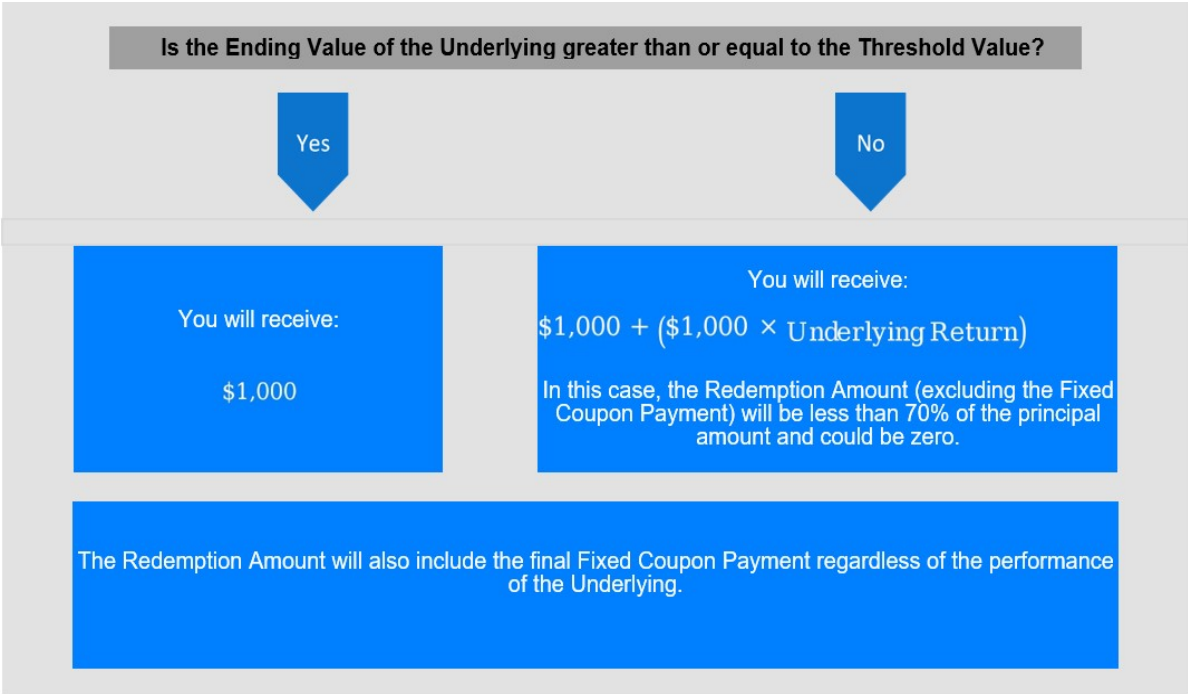 Is the Ending Value of the Underlying greater than or equal to the Threshold Value?
Yes
No
You will receive:
$1,000
You will receive:
$1,000 + ($1,000 × Underlying Return)
In this case, the Redemption Amount (excluding the Fixed
Coupon Payment) will be less than 70% of the principal
amount and could be zero.
The Redemption Amount will also include the final Fixed Coupon Payment regardless of the performance
of the Underlying.